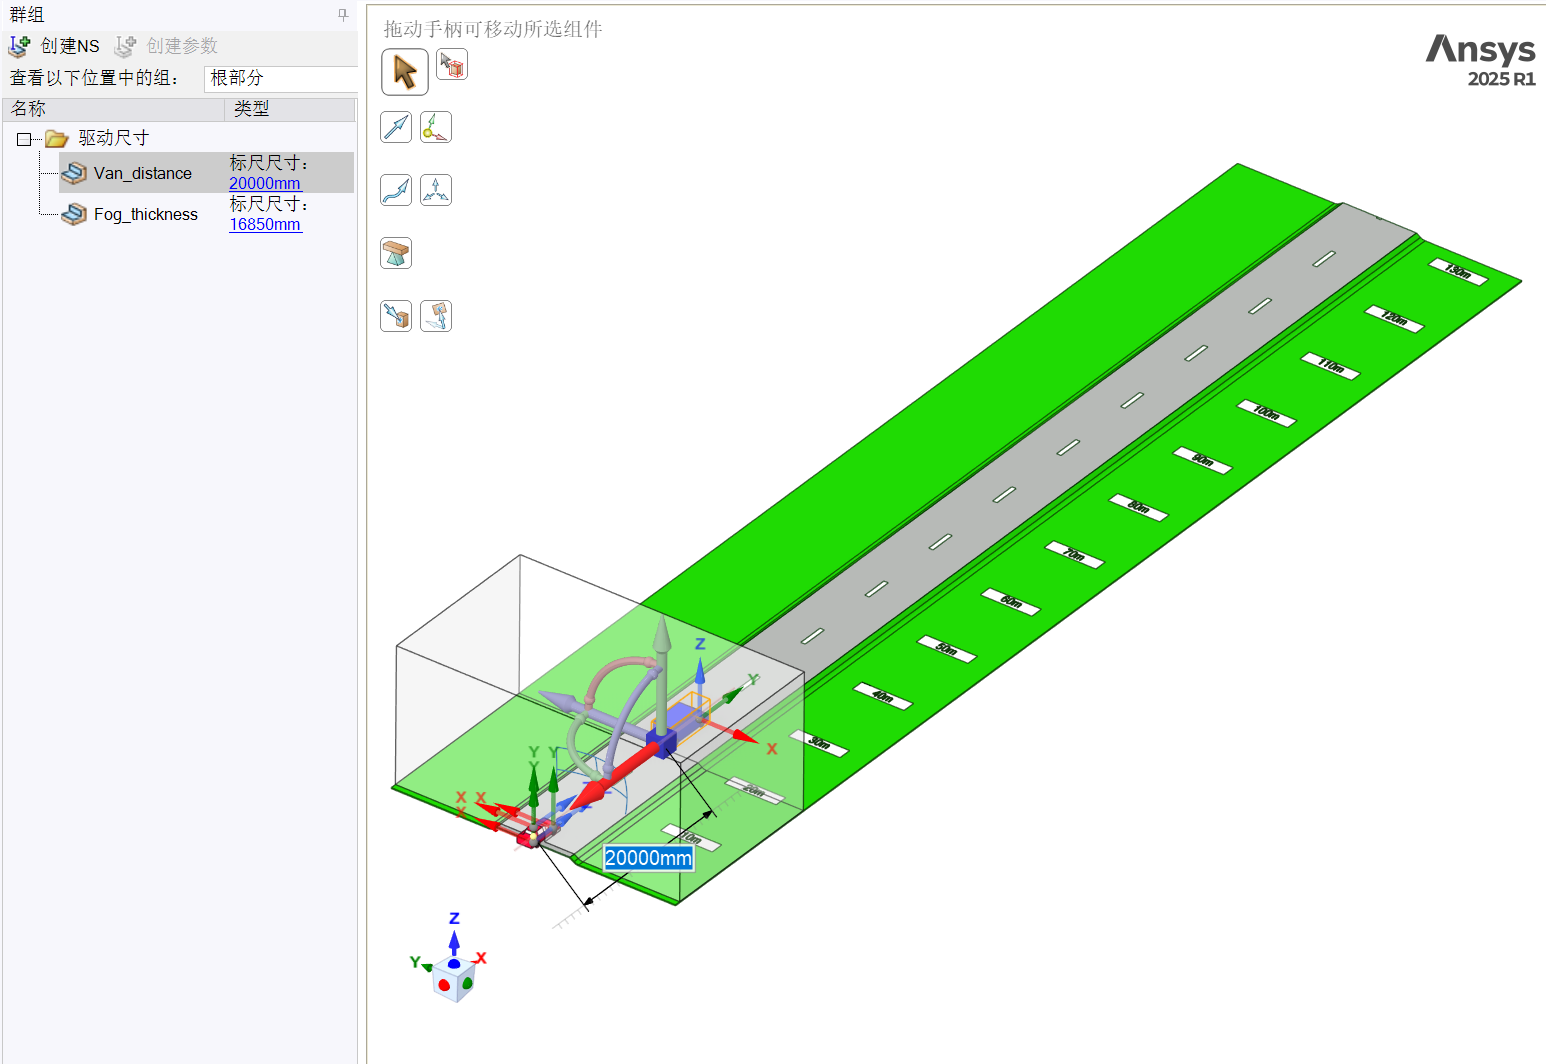 群组
创建NS 创建参数
查看以下位置中的组： 根部分
名称 类型
驱动尺寸
Van_distance 标尺尺寸：
20000mm
Fog_thickness 标尺尺寸：
16850mm
拖动手柄可移动所选组件
Ansys
2025 R1
130m
120m
110m
100m
90m
80m
70m
60m
50m
40m
30m
20m
10m
Z
Y
X
Y Y
Y
X X
X
Z
20000mm
Z
Y
X